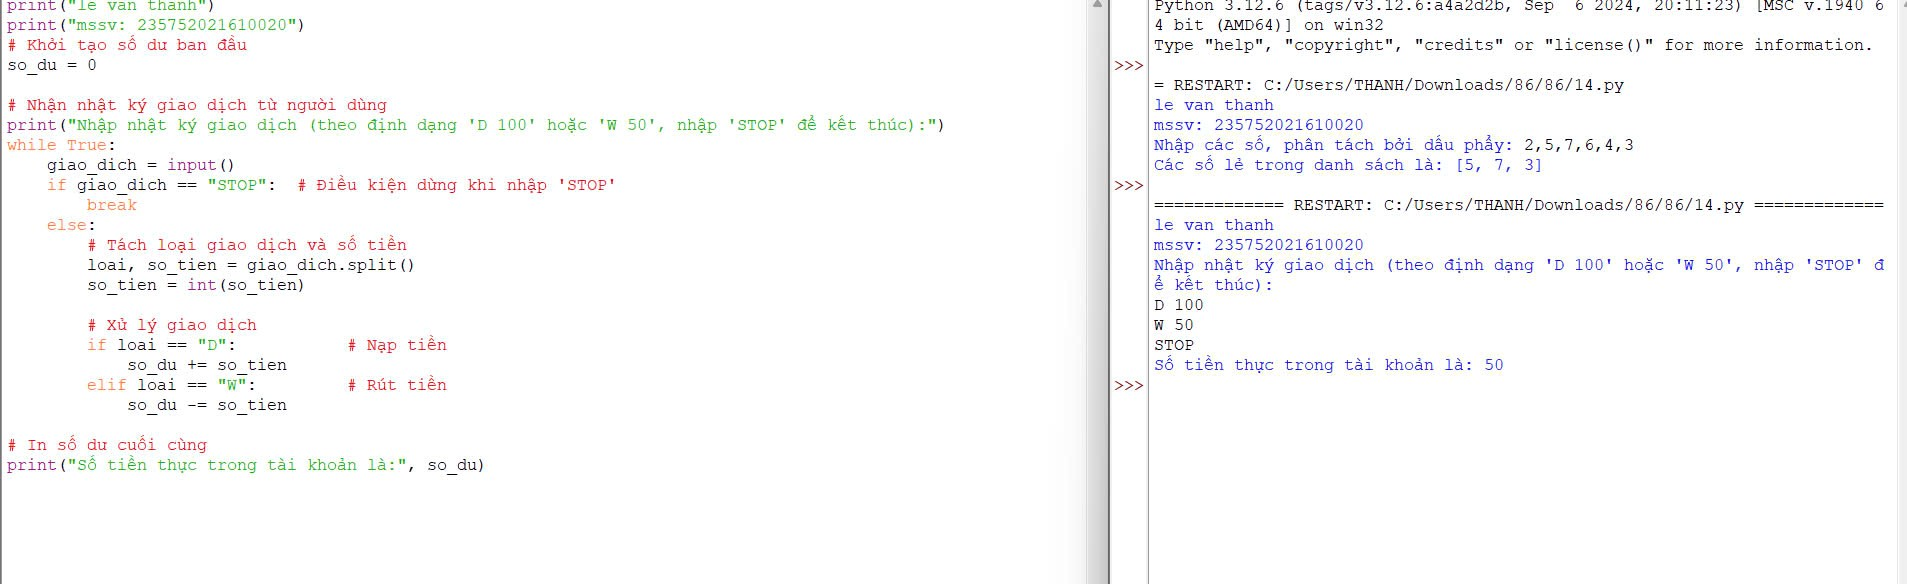 print("le van thanh")
print("mssv: 235752021610020")
# Khởi tạo số dư ban đầu
so_du = 0
# Nhận nhật ký giao dịch từ người dùng
print("Nhập nhật ký giao dịch (theo định dạng 'D 100' hoặc 'W 50', nhập 'STOP' để kết thúc):")
while True:
    giao_dich = input()
    if giao_dich == "STOP":  # Điều kiện dừng khi nhập 'STOP'
        break
    else:
        # Tách loại giao dịch và số tiền
        loai, so_tien = giao_dich.split()
        so_tien = int(so_tien)
        # Xử lý giao dịch
        if loai == "D":           # Nạp tiền
            so_du += so_tien
        elif loai == "W":         # Rút tiền
            so_du -= so_tien
# In số dư cuối cùng
print("Số tiền thực trong tài khoản là:", so_du)
Python 3.12.6 (tags/v3.12.6:a4a2d2b, Sep  6 2024, 20:11:23) [MSC v.1940 6
4 bit (AMD64)] on win32
Type "help", "copyright", "credits" or "license()" for more information.
>>>
= RESTART: C:/Users/THANH/Downloads/86/86/14.py
le van thanh
mssv: 235752021610020
Nhập các số, phân tách bởi dấu phẩy: 2,5,7,6,4,3
Các số lẻ trong danh sách là: [5, 7, 3]
>>>
============= RESTART: C:/Users/THANH/Downloads/86/86/14.py =============
le van thanh
mssv: 235752021610020
Nhập nhật ký giao dịch (theo định dạng 'D 100' hoặc 'W 50', nhập 'STOP' đ
ể kết thúc):
D 100
W 50
STOP
Số tiền thực trong tài khoản là: 50
>>>